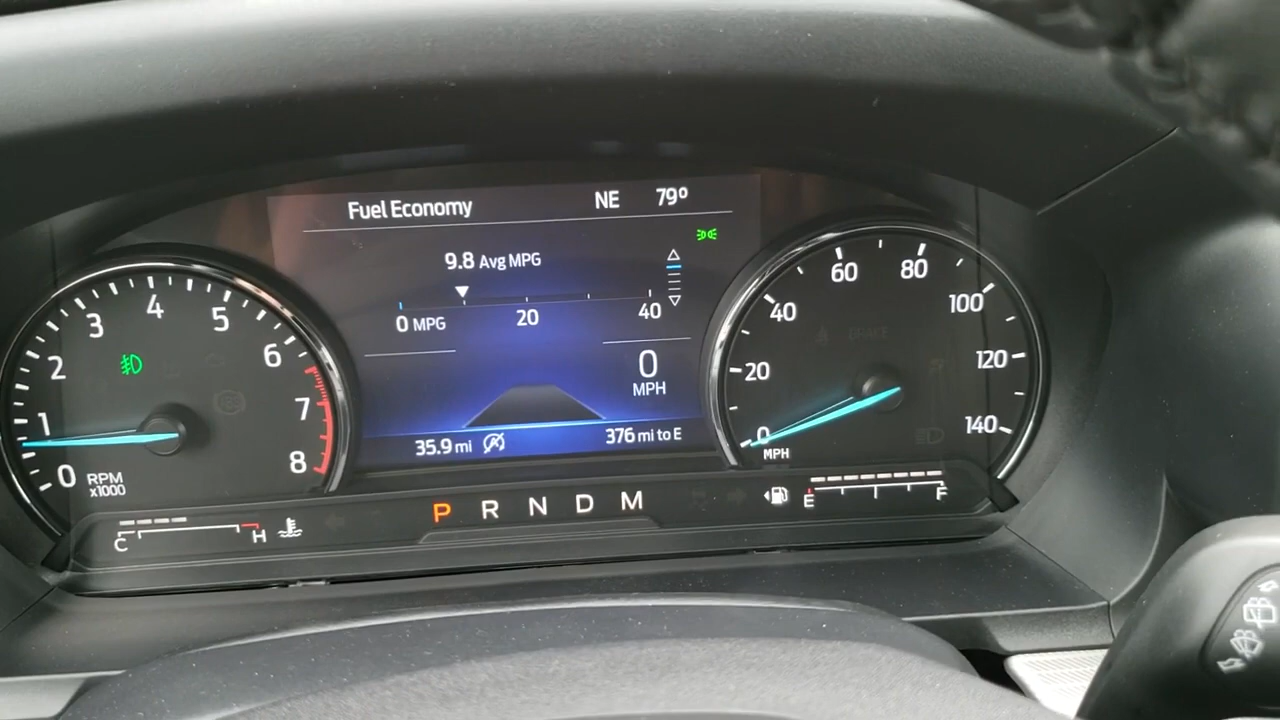 Fuel Economy NE 79°
9.8 Avg MPG
0 MPG 20 40
0
MPH
35.9 mi 376 mi to E
0 1 2 3 4 5 6 7 8
RPM
x1000
0 20 40 60 80 100 120 140
MPH
BRAKE
P R N D M
C H
E F